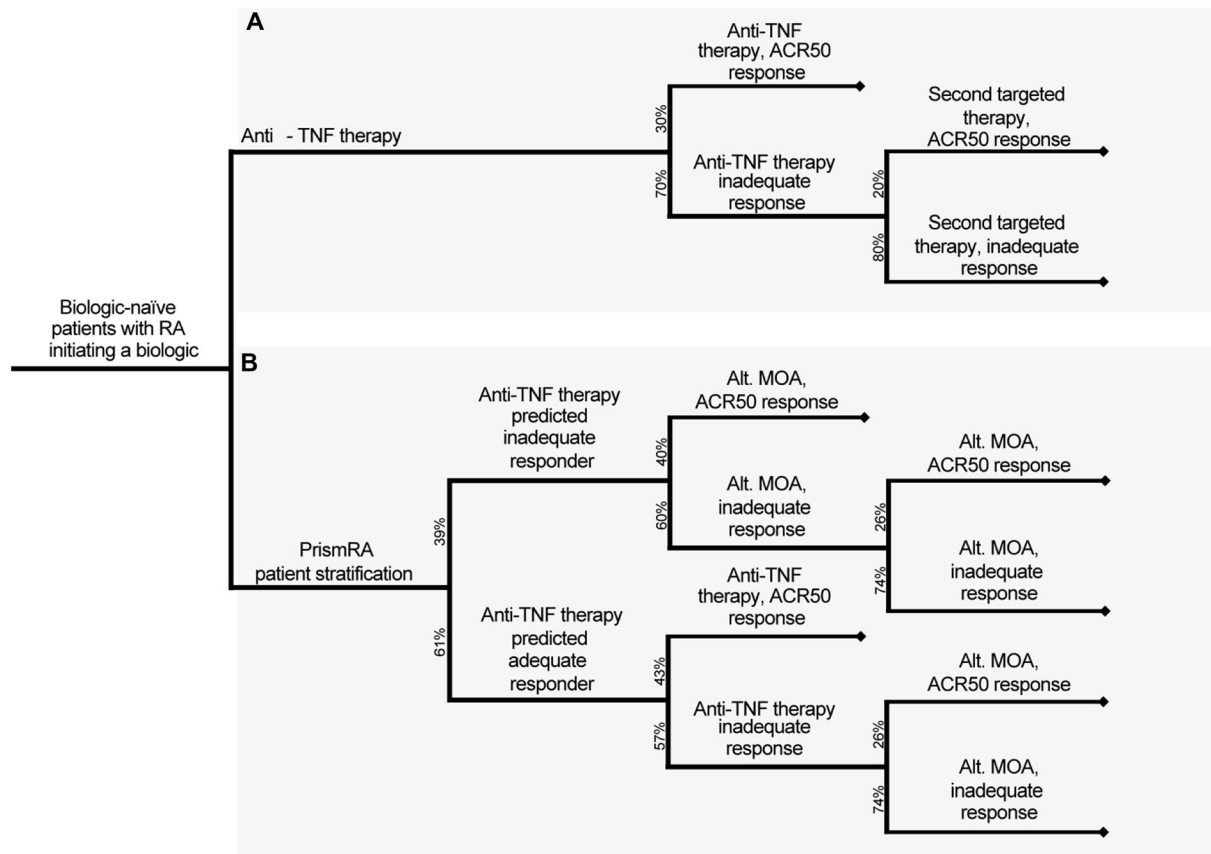 A
Anti - TNF therapy
Anti-TNF
therapy, ACR50
response
30%
70%
Anti-TNF therapy
inadequate
response
Second targeted
therapy,
ACR50 response
20%
80%
Second targeted
therapy, inadequate
response
Biologic-naïve
patients with RA
initiating a biologic
B
PrismRA
patient stratification
39%
61%
Anti-TNF therapy
predicted
inadequate
responder
Alt. MOA,
ACR50 response
40%
60%
Alt. MOA,
inadequate
response
Alt. MOA,
ACR50 response
26%
74%
Alt. MOA,
inadequate
response
Anti-TNF therapy
predicted
adequate
responder
Anti-TNF
therapy, ACR50
response
43%
57%
Anti-TNF therapy
inadequate
response
Alt. MOA,
ACR50 response
26%
74%
Alt. MOA,
inadequate
response